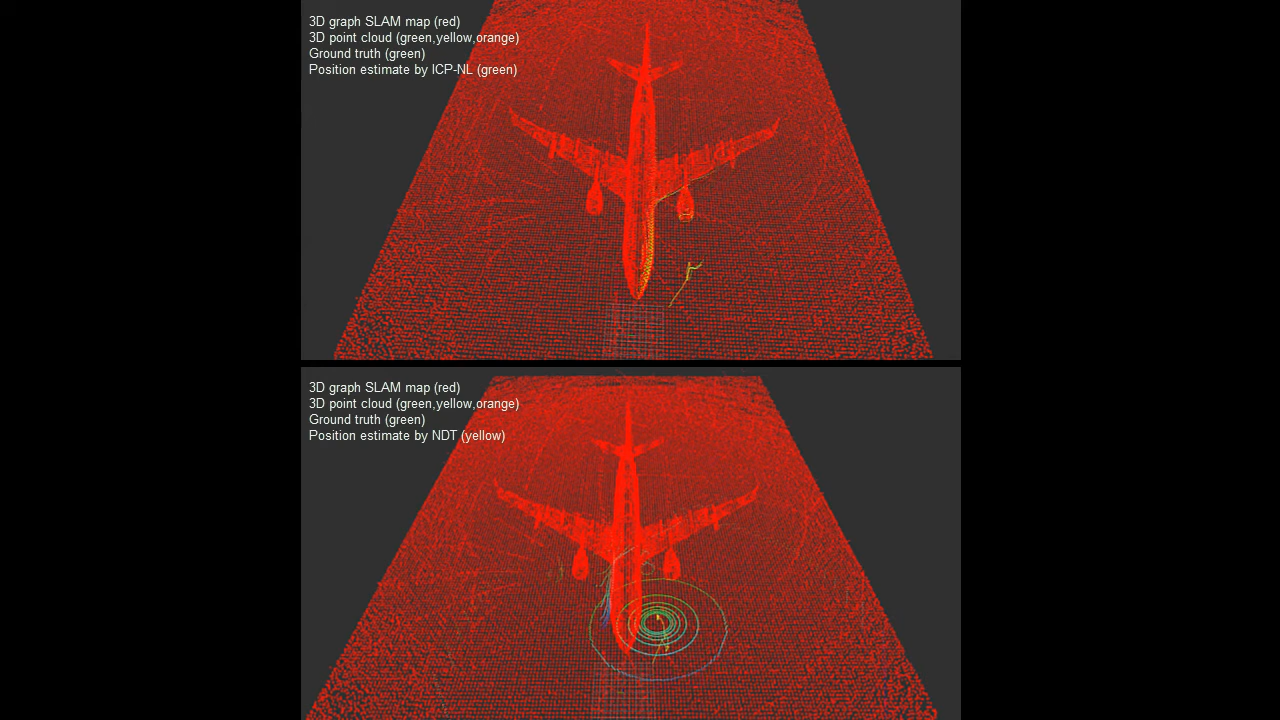 3D graph SLAM map (red)
3D point cloud (green,yellow,orange)
Ground truth (green)
Position estimate by ICP-NL (green)
3D graph SLAM map (red)
3D point cloud (green,yellow,orange)
Ground truth (green)
Position estimate by NDT (yellow)